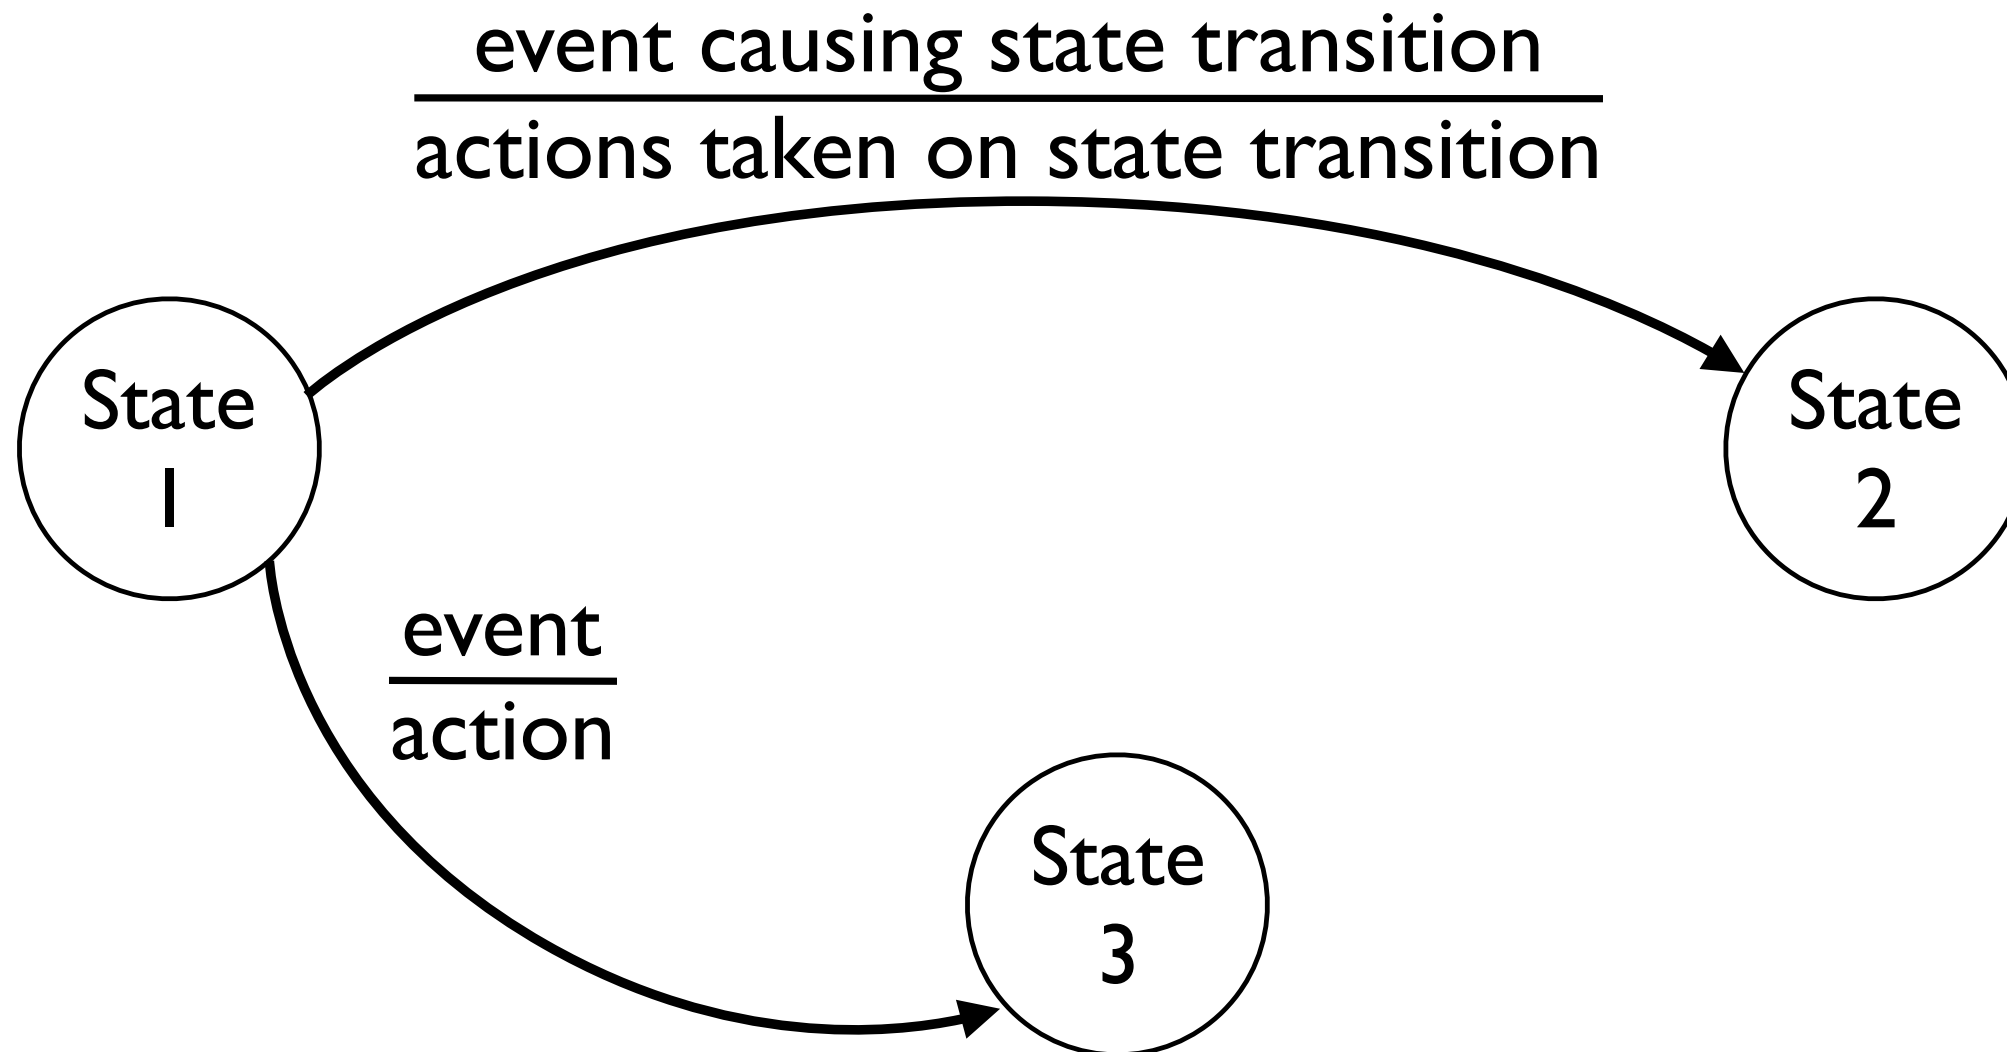 event causing state transition
actions taken on state transition
State
1
State
2
event
action
State
3